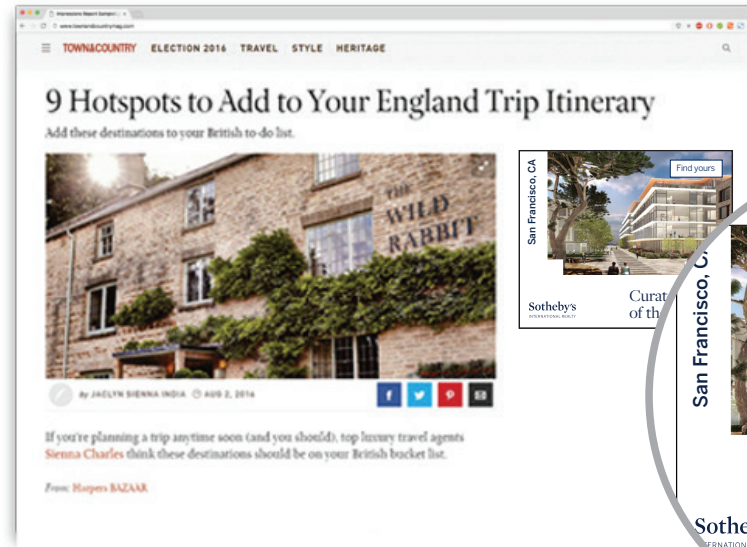 www.townandcountrymag.com
TOWN&COUNTRY ELECTION 2016 TRAVEL STYLE HERITAGE
9 Hotspots to Add to Your England Trip Itinerary
Add these destinations to your British to-do list.
THE
WILD
RABBIT
by JACLYN SIENNA INDIA AUG 2, 2016
If you're planning a trip anytime soon (and you should), top luxury travel agents
Sienna Charles think these destinations should be on your British bucket list.
From: Harpers BAZAAR
San Francisco, CA
Find yours
Sotheby's
INTERNATIONAL REALTY
Curat
of th
San Francisco, C
Sothe
ERNATION